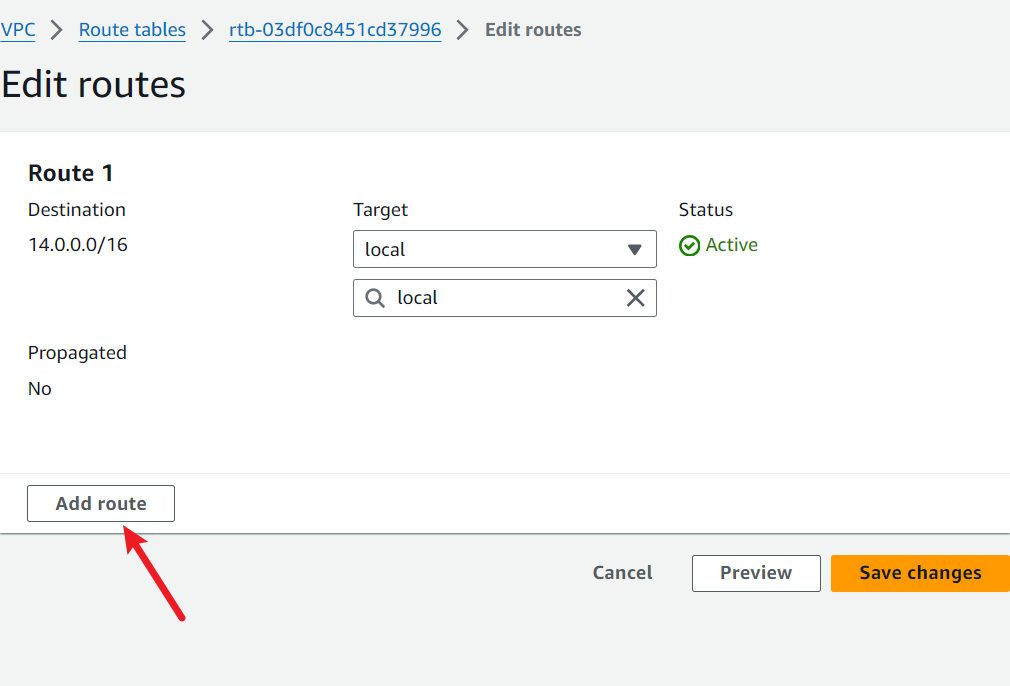 VPC > Route tables > rtb-03df0c8451cd37996 > Edit routes
Edit routes
Route 1
Destination Target Status
14.0.0.0/16 local Active
local
Propagated
No
Add route
Cancel Preview Save changes